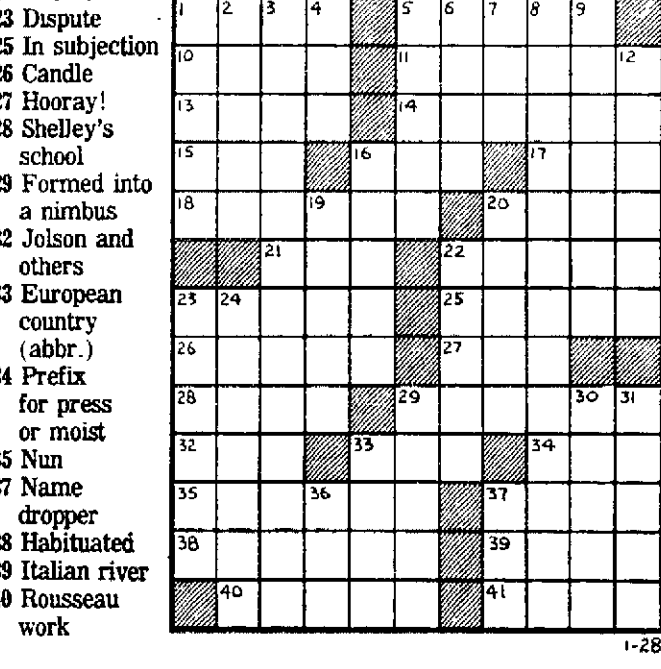 23 Dispute
25 In subjection
26 Candle
27 Hooray!
28 Shelley's
school
29 Formed into
a nimbus
32 Jolson and
others
33 European
country
(abbr.)
34 Prefix
for press
or moist
35 Nun
37 Name
dropper
38 Habituated
39 Italian river
40 Rousseau
work
1 2 3 4 5 6 7 8 9
10 11 12
13 14
15 16 17
18 19 20
21 22
23 24 25
26 27
28 29 30 31
32 33 34
35 36 37
38 39
40 41
1-28